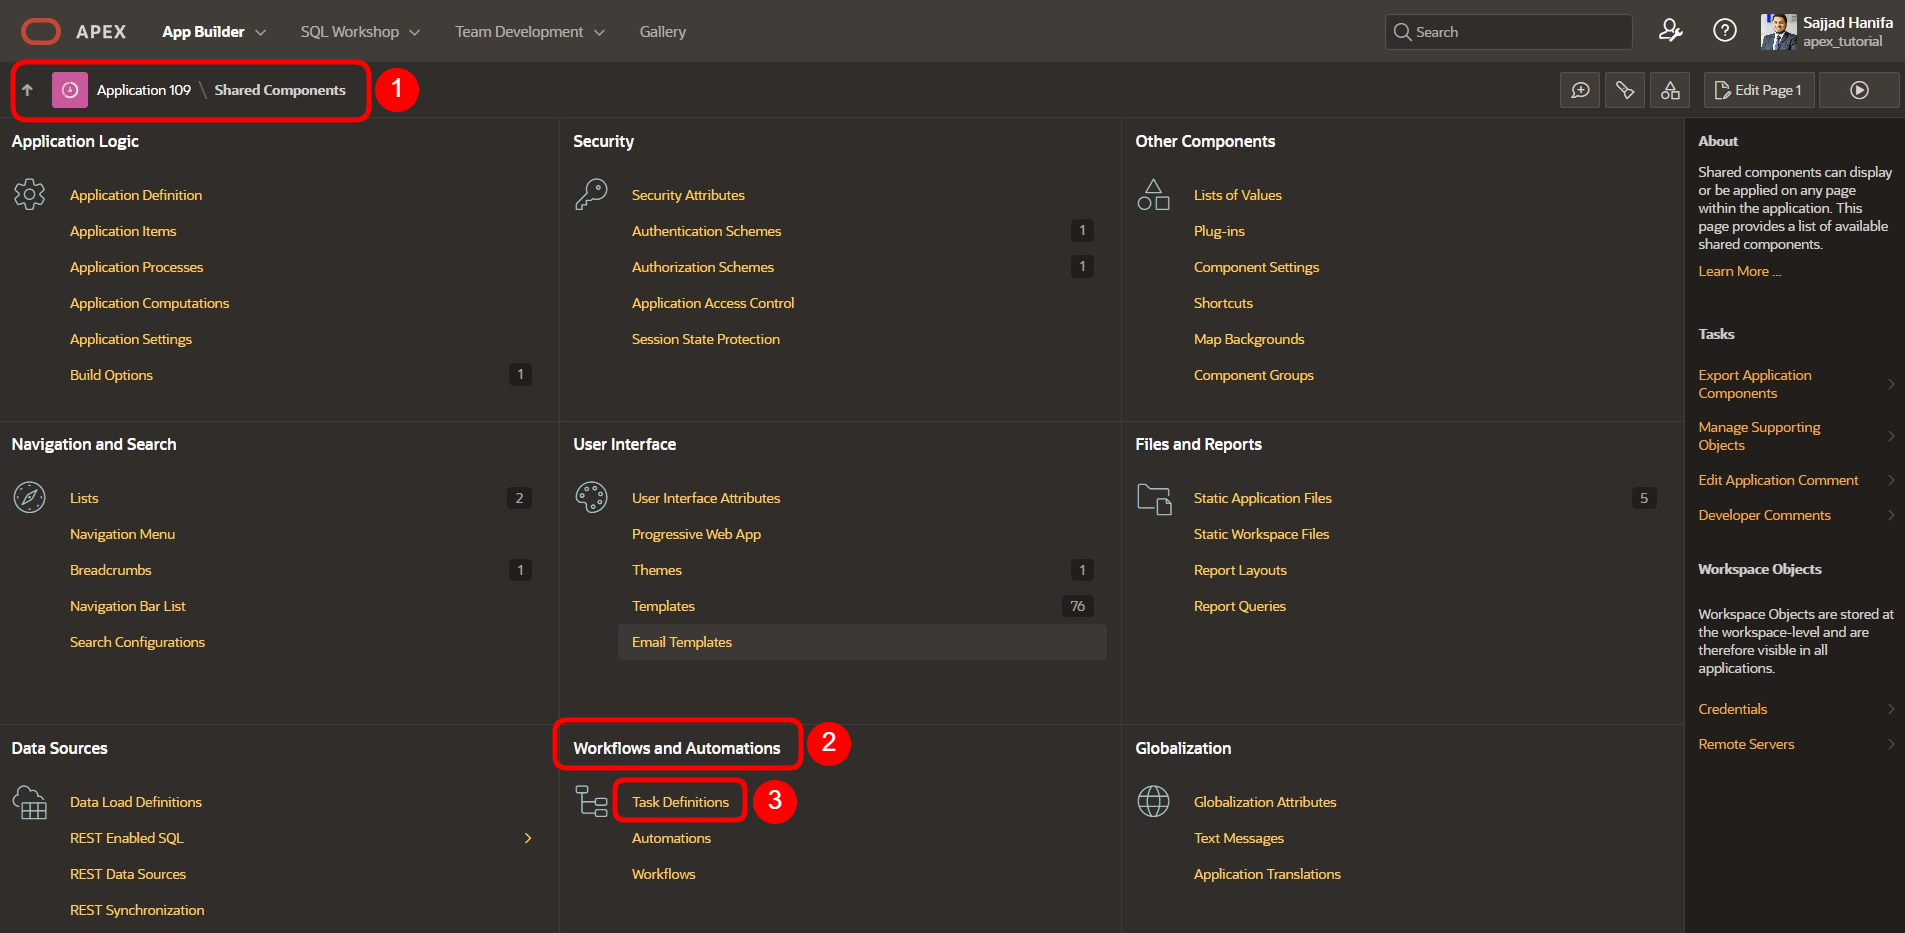 APEX
App Builder
SQL Workshop
Team Development
Gallery
Search
Sajjad Hanifa
apex_tutorial
Application 109 \ Shared Components
1
Edit Page 1
Application Logic
Application Definition
Application Items
Application Processes
Application Computations
Application Settings
Build Options 1
Security
Security Attributes
Authentication Schemes 1
Authorization Schemes 1
Application Access Control
Session State Protection
Other Components
Lists of Values
Plug-ins
Component Settings
Shortcuts
Map Backgrounds
Component Groups
Navigation and Search
Lists 2
Navigation Menu
Breadcrumbs 1
Navigation Bar List
Search Configurations
User Interface
User Interface Attributes
Progressive Web App
Themes 1
Templates 76
Email Templates
Files and Reports
Static Application Files 5
Static Workspace Files
Report Layouts
Report Queries
Data Sources
Data Load Definitions
REST Enabled SQL
REST Data Sources
REST Synchronization
Workflows and Automations
2
Task Definitions
3
Automations
Workflows
Globalization
Globalization Attributes
Text Messages
Application Translations
About
Shared components can display
or be applied on any page
within the application. This
page provides a list of available
shared components.
Learn More ...
Tasks
Export Application
Components
Manage Supporting
Objects
Edit Application Comment
Developer Comments
Workspace Objects
Workspace Objects are stored at
the workspace-level and are
therefore visible in all
applications.
Credentials
Remote Servers